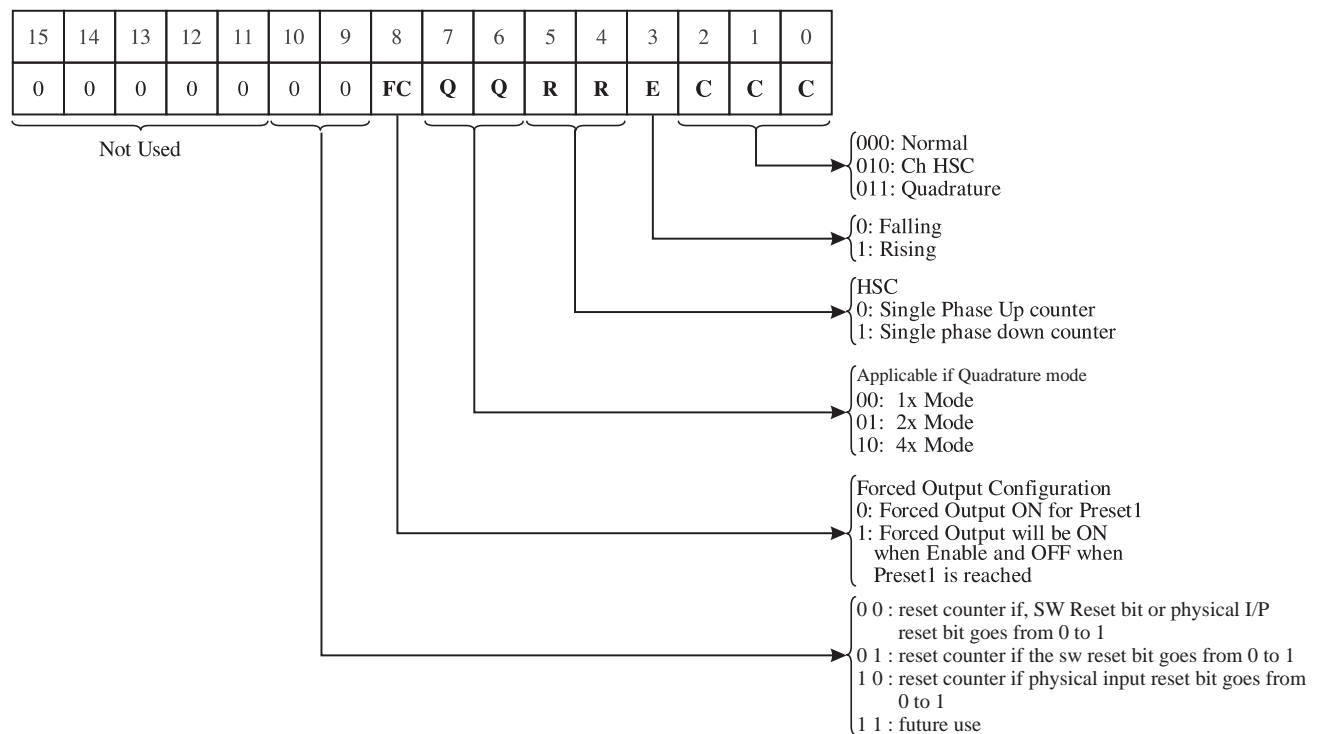 15 14 13 12 11 10 9 8 7 6 5 4 3 2 1 0
0 0 0 0 0 0 0 FC Q Q R R E C C C
Not Used
000: Normal
010: Ch HSC
011: Quadrature
0: Falling
1: Rising
HSC
0: Single Phase Up counter
1: Single phase down counter
Applicable if Quadrature mode
00: 1x Mode
01: 2x Mode
10: 4x Mode
Forced Output Configuration
0: Forced Output ON for Preset1
1: Forced Output will be ON
when Enable and OFF when
Preset1 is reached
0 0 : reset counter if, SW Reset bit or physical I/P
reset bit goes from 0 to 1
0 1 : reset counter if the sw reset bit goes from 0 to 1
1 0 : reset counter if physical input reset bit goes from
0 to 1
1 1 : future use